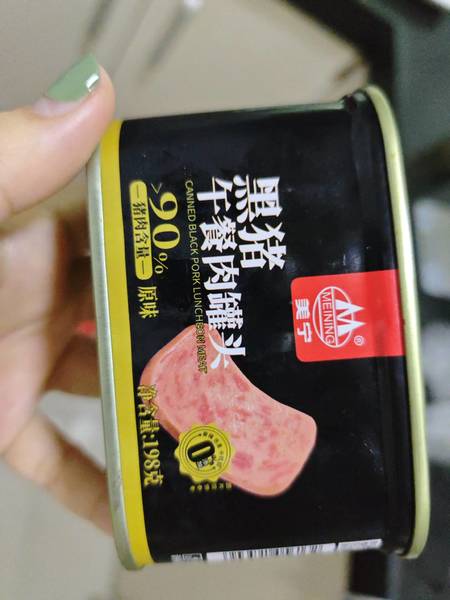 MEINING
®
美宁
黑猪
午餐肉罐头
CANNED BLACK PORK LUNCHEON MEAT
>90%
猪肉含量
原味
0
净含量:198克